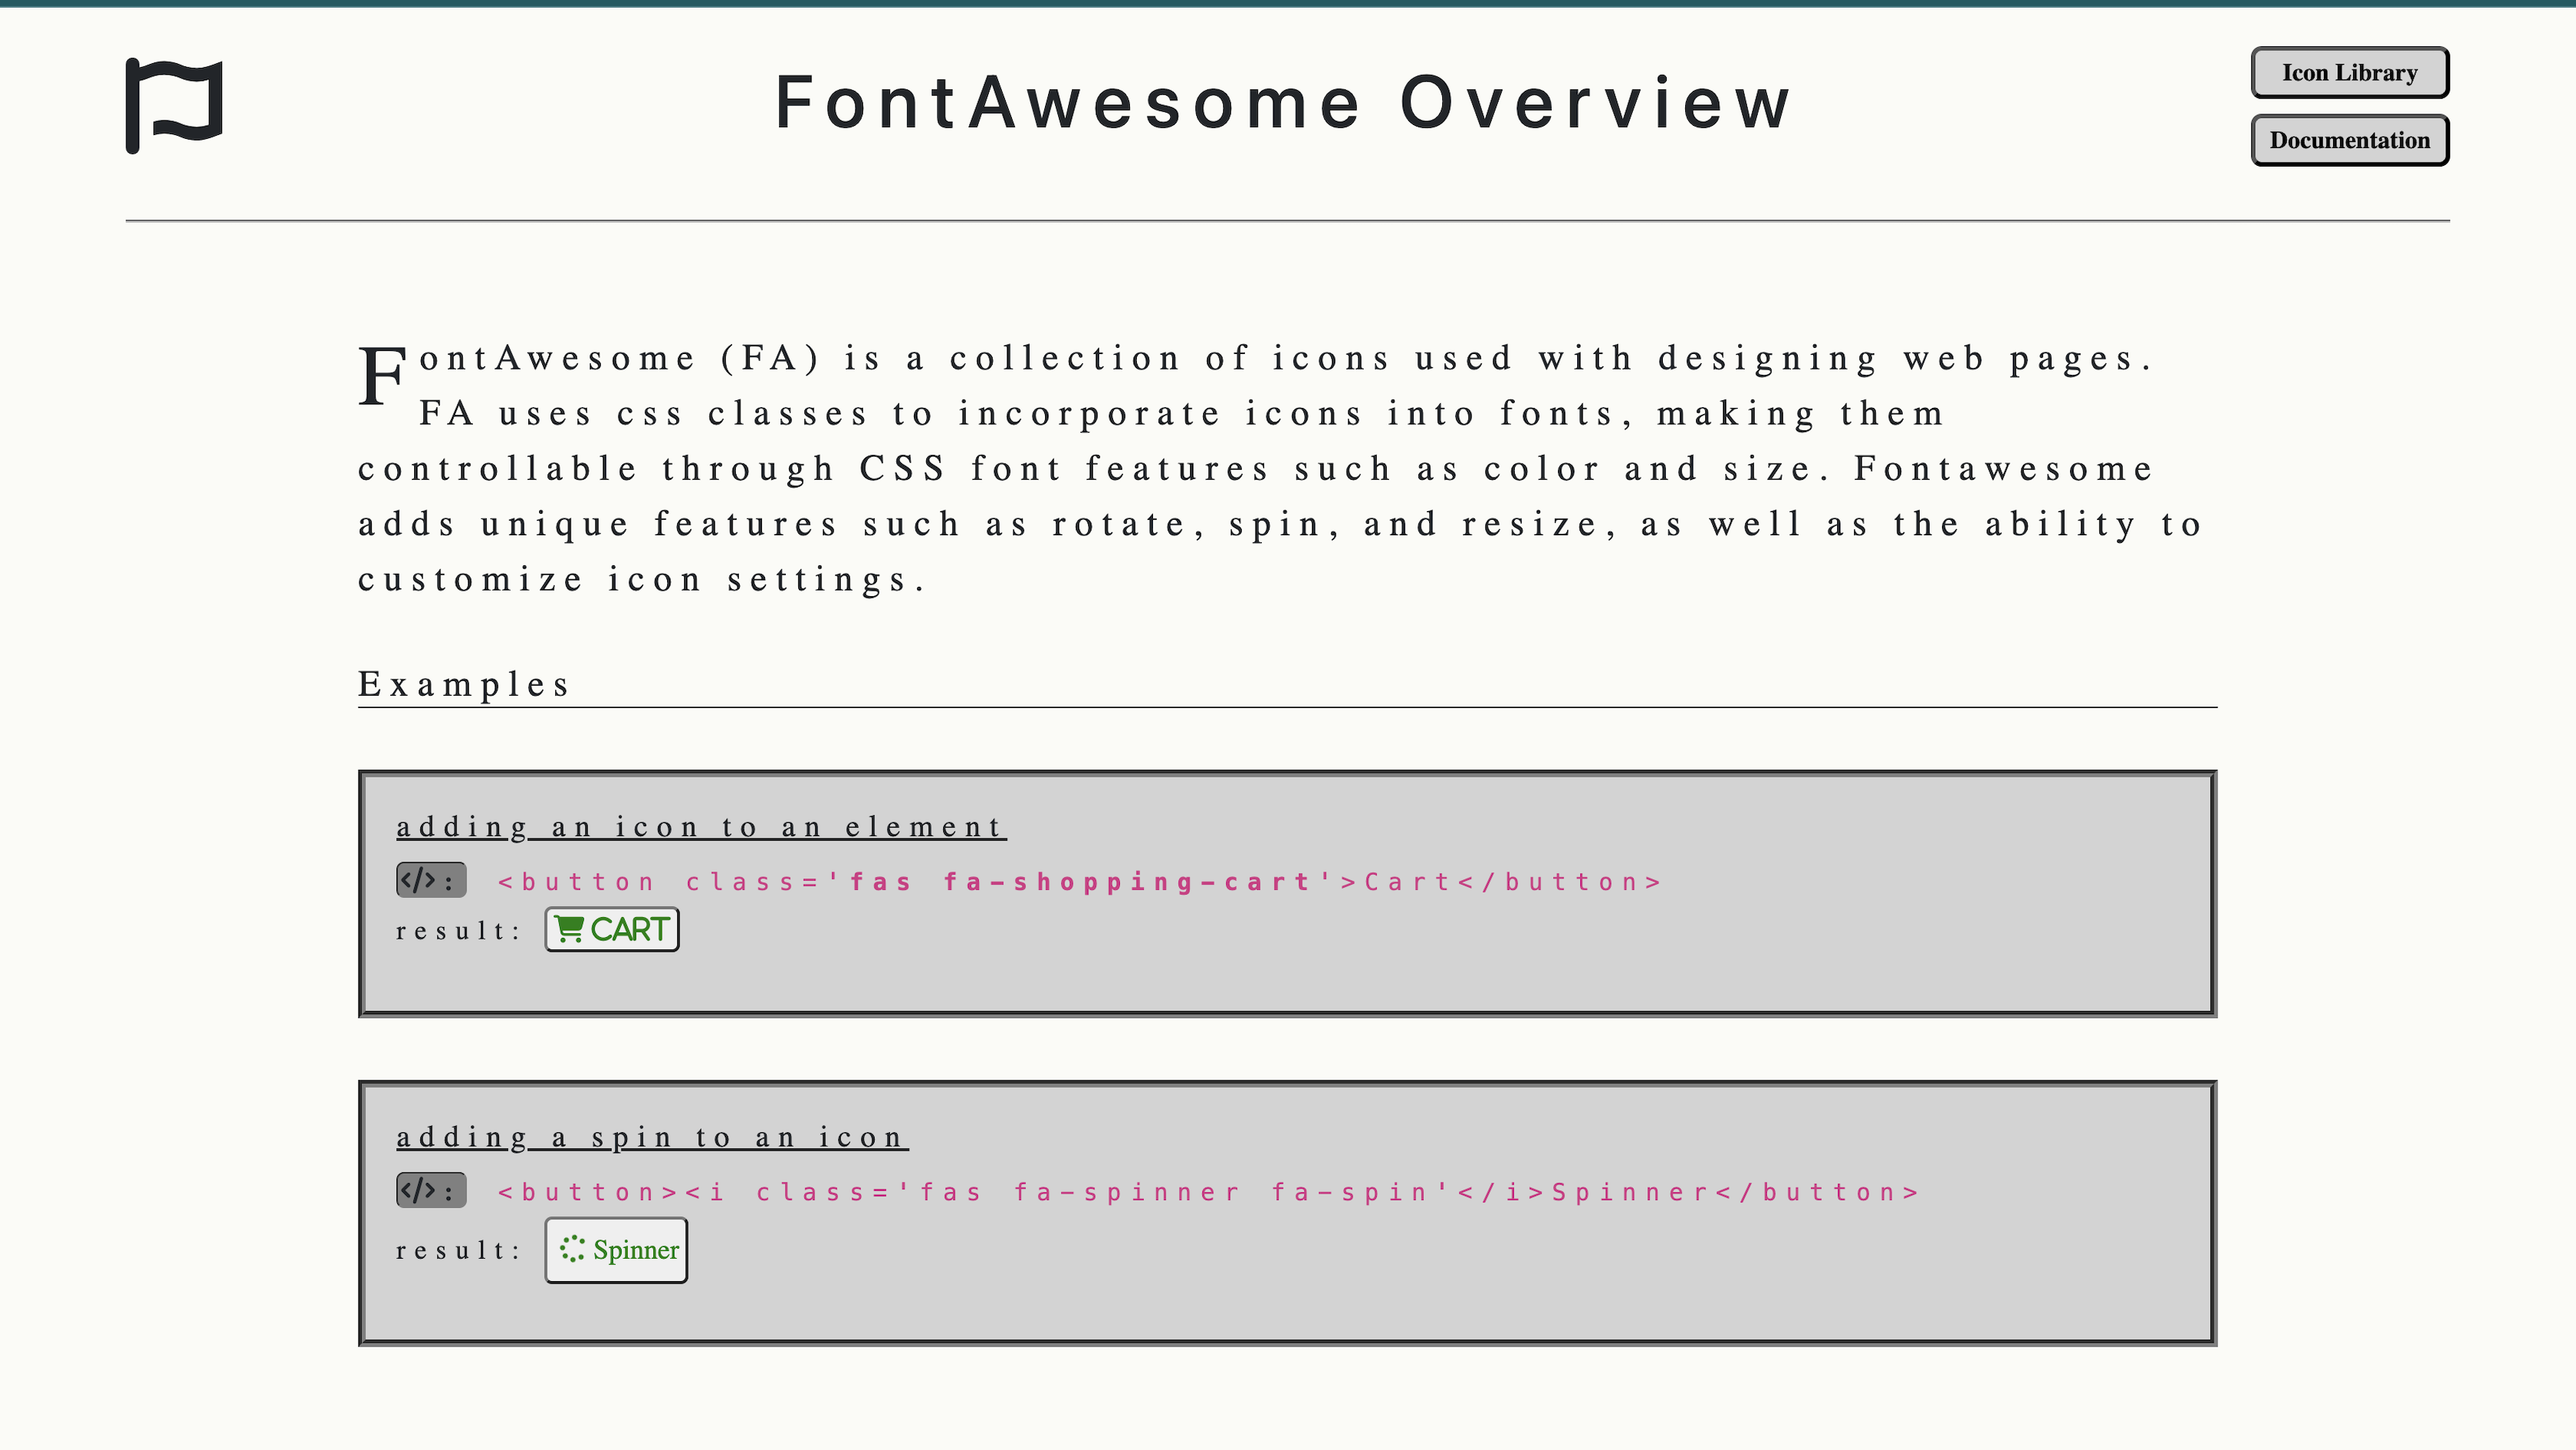 FontAwesome Overview
Icon Library
Documentation
FontAwesome (FA) is a collection of icons used with designing web pages.
FA uses css classes to incorporate icons into fonts, making them
controllable through CSS font features such as color and size. Fontawesome
adds unique features such as rotate, spin, and resize, as well as the ability to
customize icon settings.
Examples
adding an icon to an element
</>: <button class='fas fa-shopping-cart'>Cart</button>
result: CART
adding a spin to an icon
</>: <button><i class='fas fa-spinner fa-spin'</i>Spinner</button>
result: Spinner